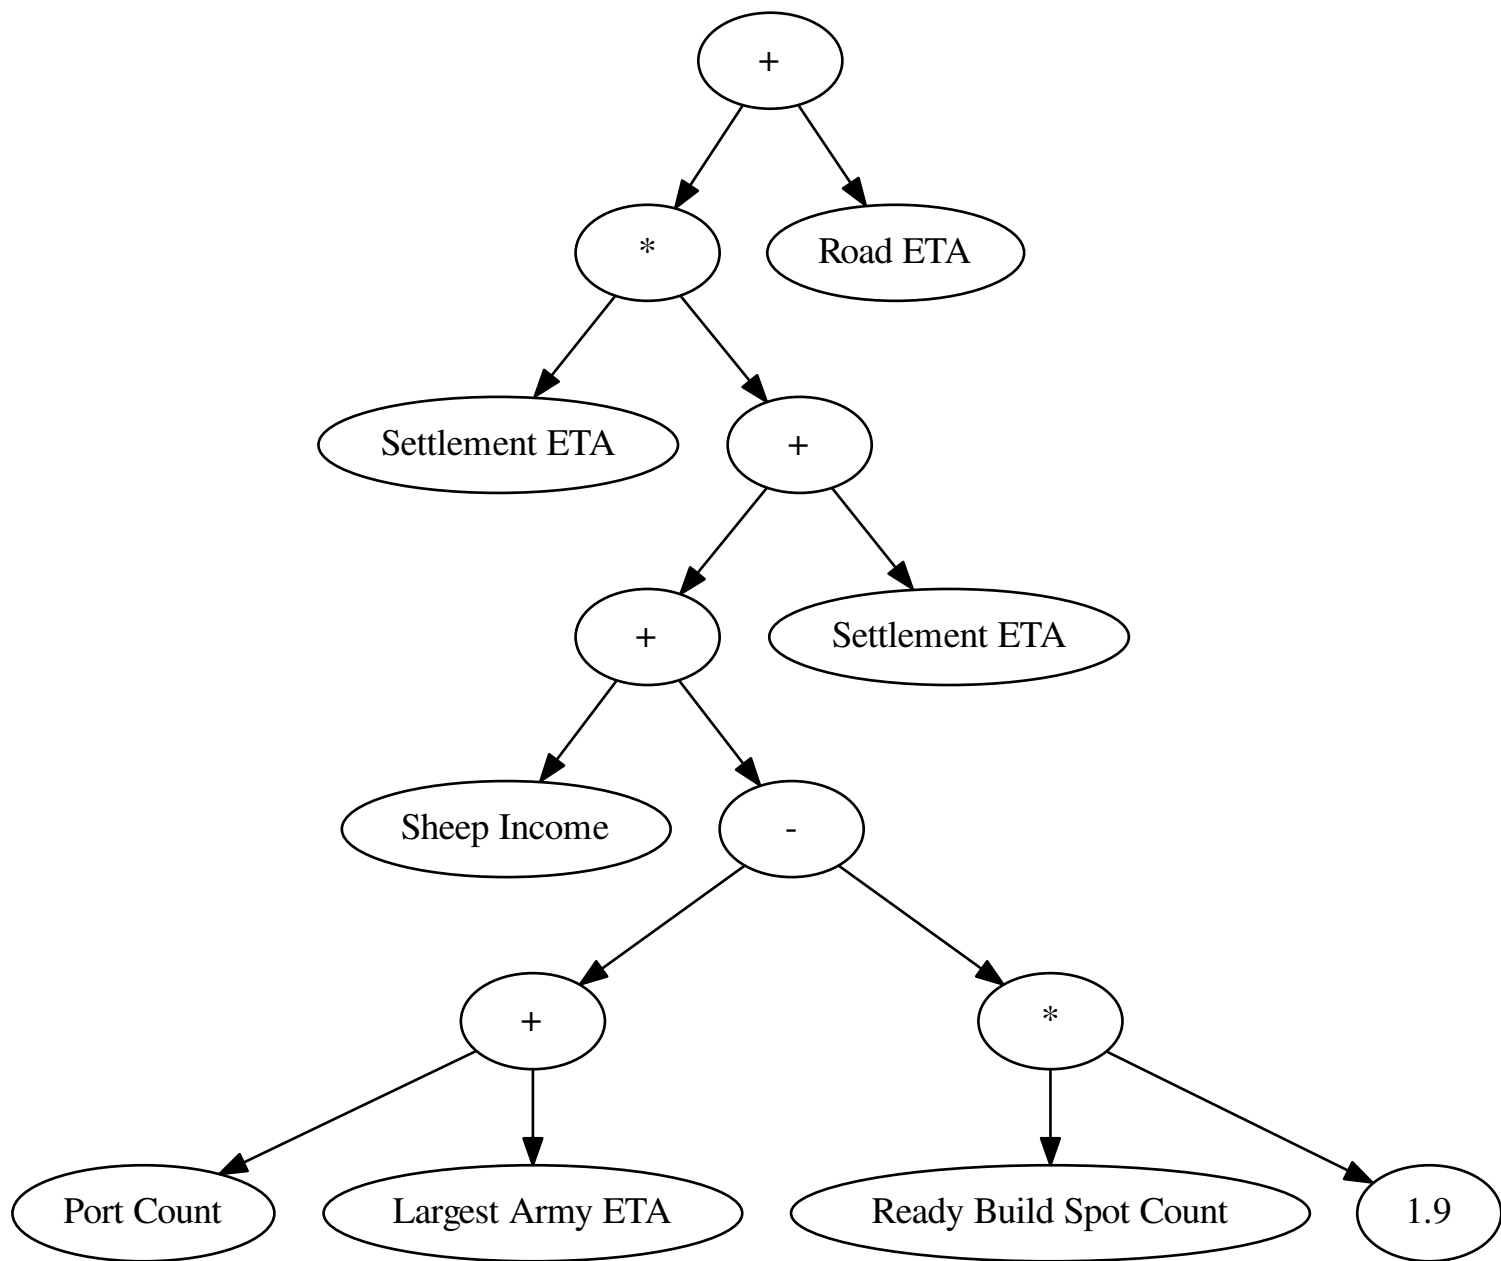 +
*
Road ETA
Settlement ETA
+
+
Settlement ETA
Sheep Income
-
+
*
Port Count
Largest Army ETA
Ready Build Spot Count
1.9